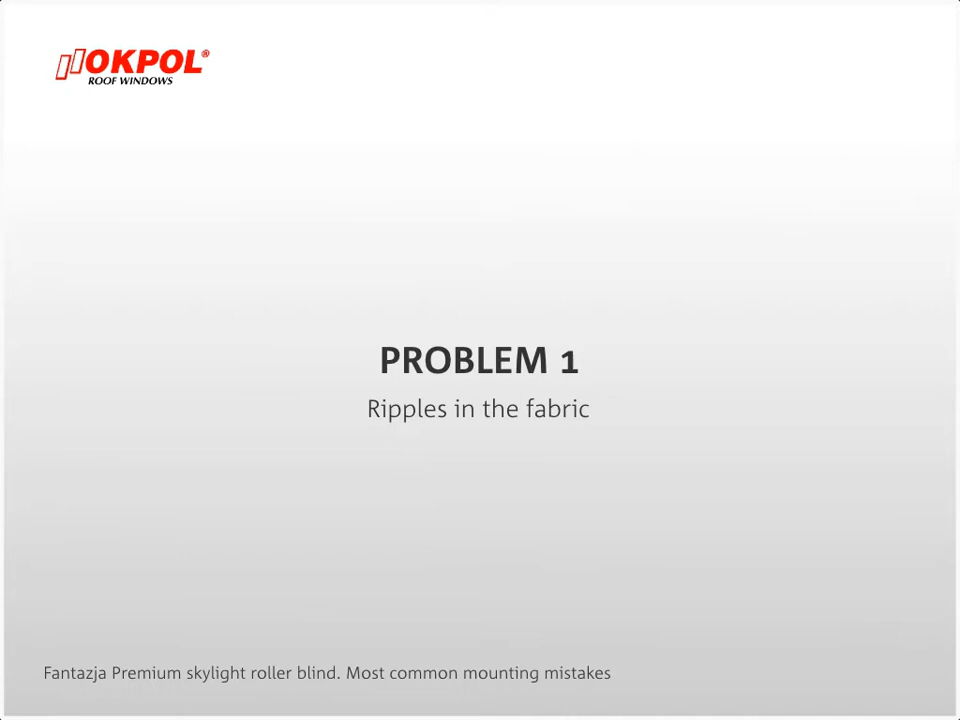 OKPOL®
ROOF WINDOWS
PROBLEM 1
Ripples in the fabric
Fantazja Premium skylight roller blind. Most common mounting mistakes